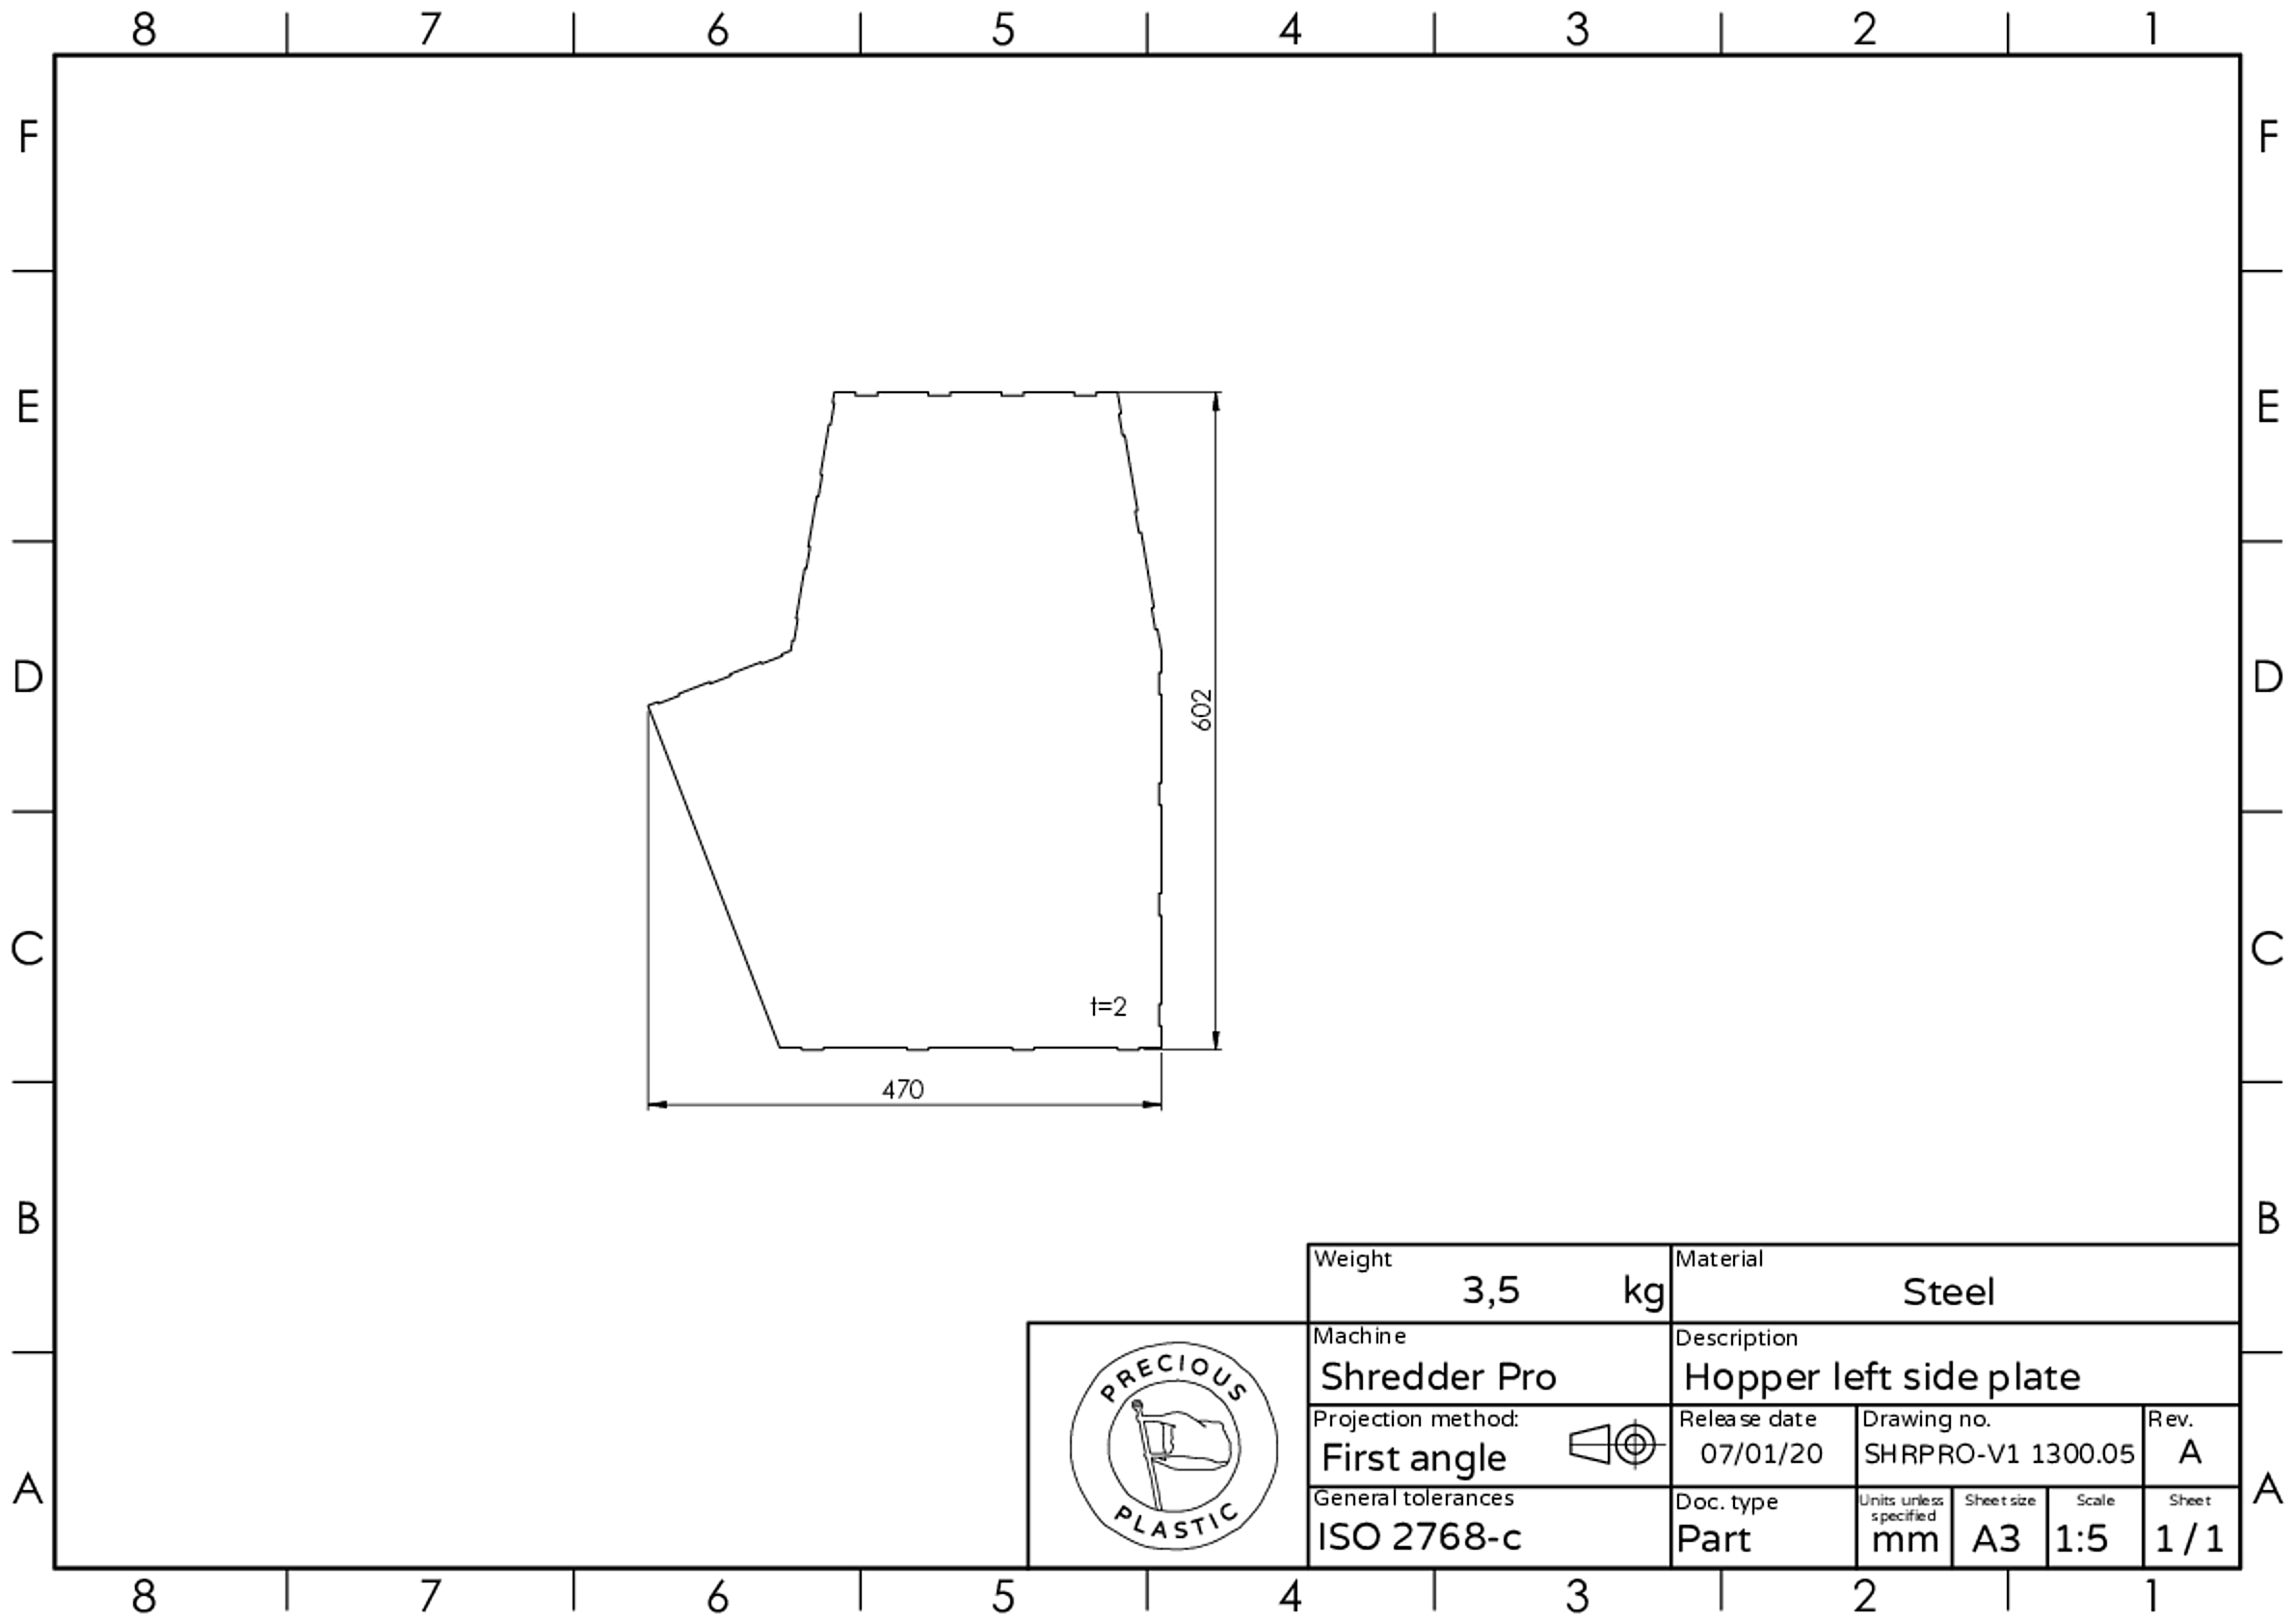 8 7 6 5 4 3 2 1
F F
E E
D D
602
C C
t=2
470
B B
Weight Material
3,5 kg Steel
Machine Description
Shredder Pro Hopper left side plate
PRECIOUS
PLASTIC
Projection method: Release date Drawing no. Rev.
First angle 07/01/20 SHRPRO-V1 1300.05 A
A A
General tolerances Doc. type Units unless specified Sheet size Scale Sheet
ISO 2768-c Part mm A3 1:5 1/1
8 7 6 5 4 3 2 1